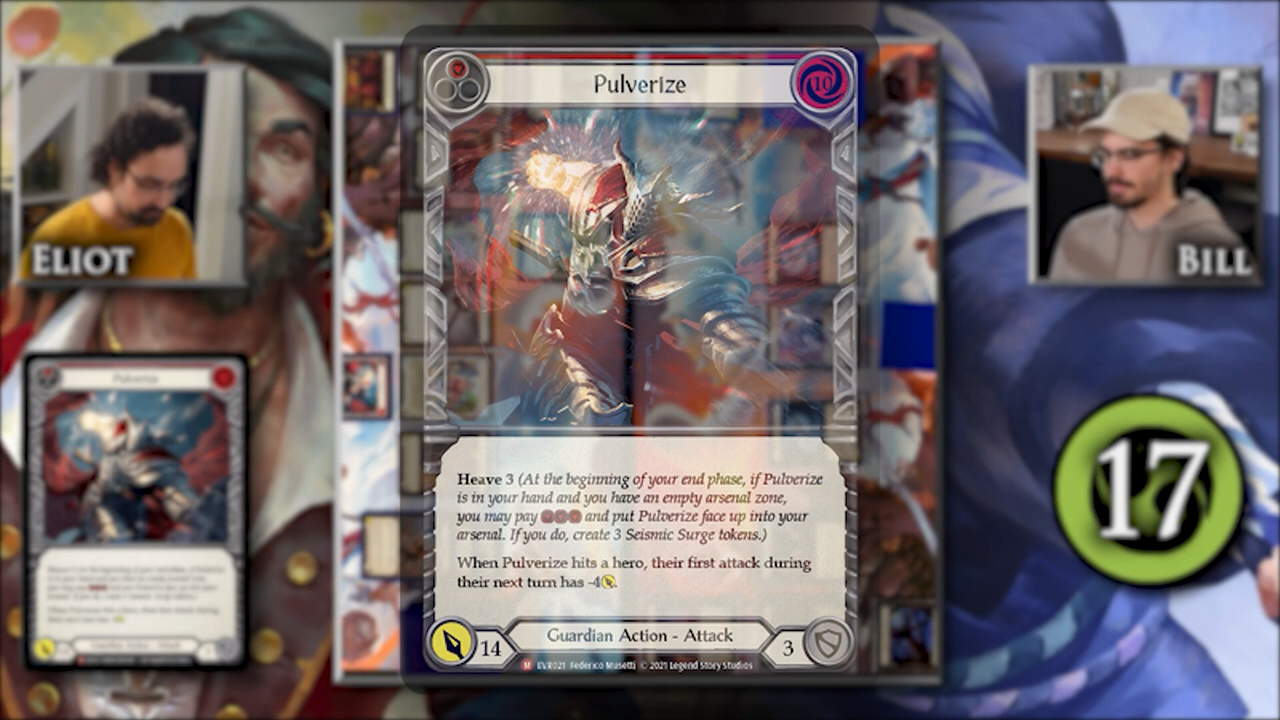 Pulverize
10
ELIOT
BILL
Pulverize
17
Heave 3 (At the beginning of your end phase, if Pulverize
is in your hand and you have an empty arsenal zone,
you may pay and put Pulverize face up into your
arsenal. If you do, create 3 Seismic Surge tokens.)
When Pulverize hits a hero, their first attack during
their next turn has -4.
14
Guardian Action - Attack
3
M EVR021 Federico Musetti © 2021 Legend Story Studios